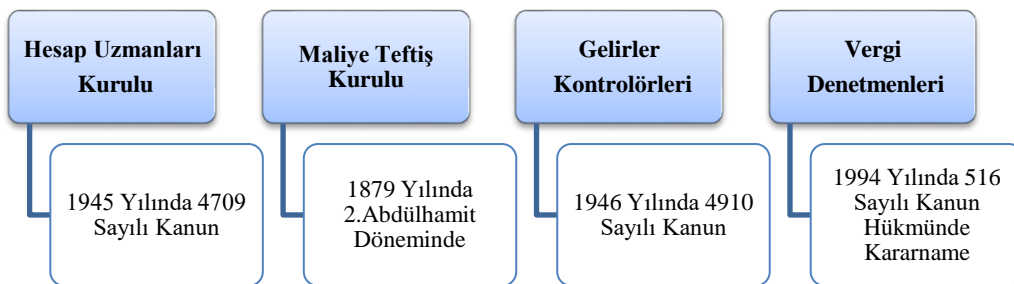 Hesap Uzmanları
Kurulu
1945 Yılında 4709
Sayılı Kanun
Maliye Teftiş
Kurulu
1879 Yılında
2.Abdülhamit
Döneminde
Gelirler
Kontrolörleri
1946 Yılında 4910
Sayılı Kanun
Vergi
Denetmenleri
1994 Yılında 516
Sayılı Kanun
Hükmünde
Kararname